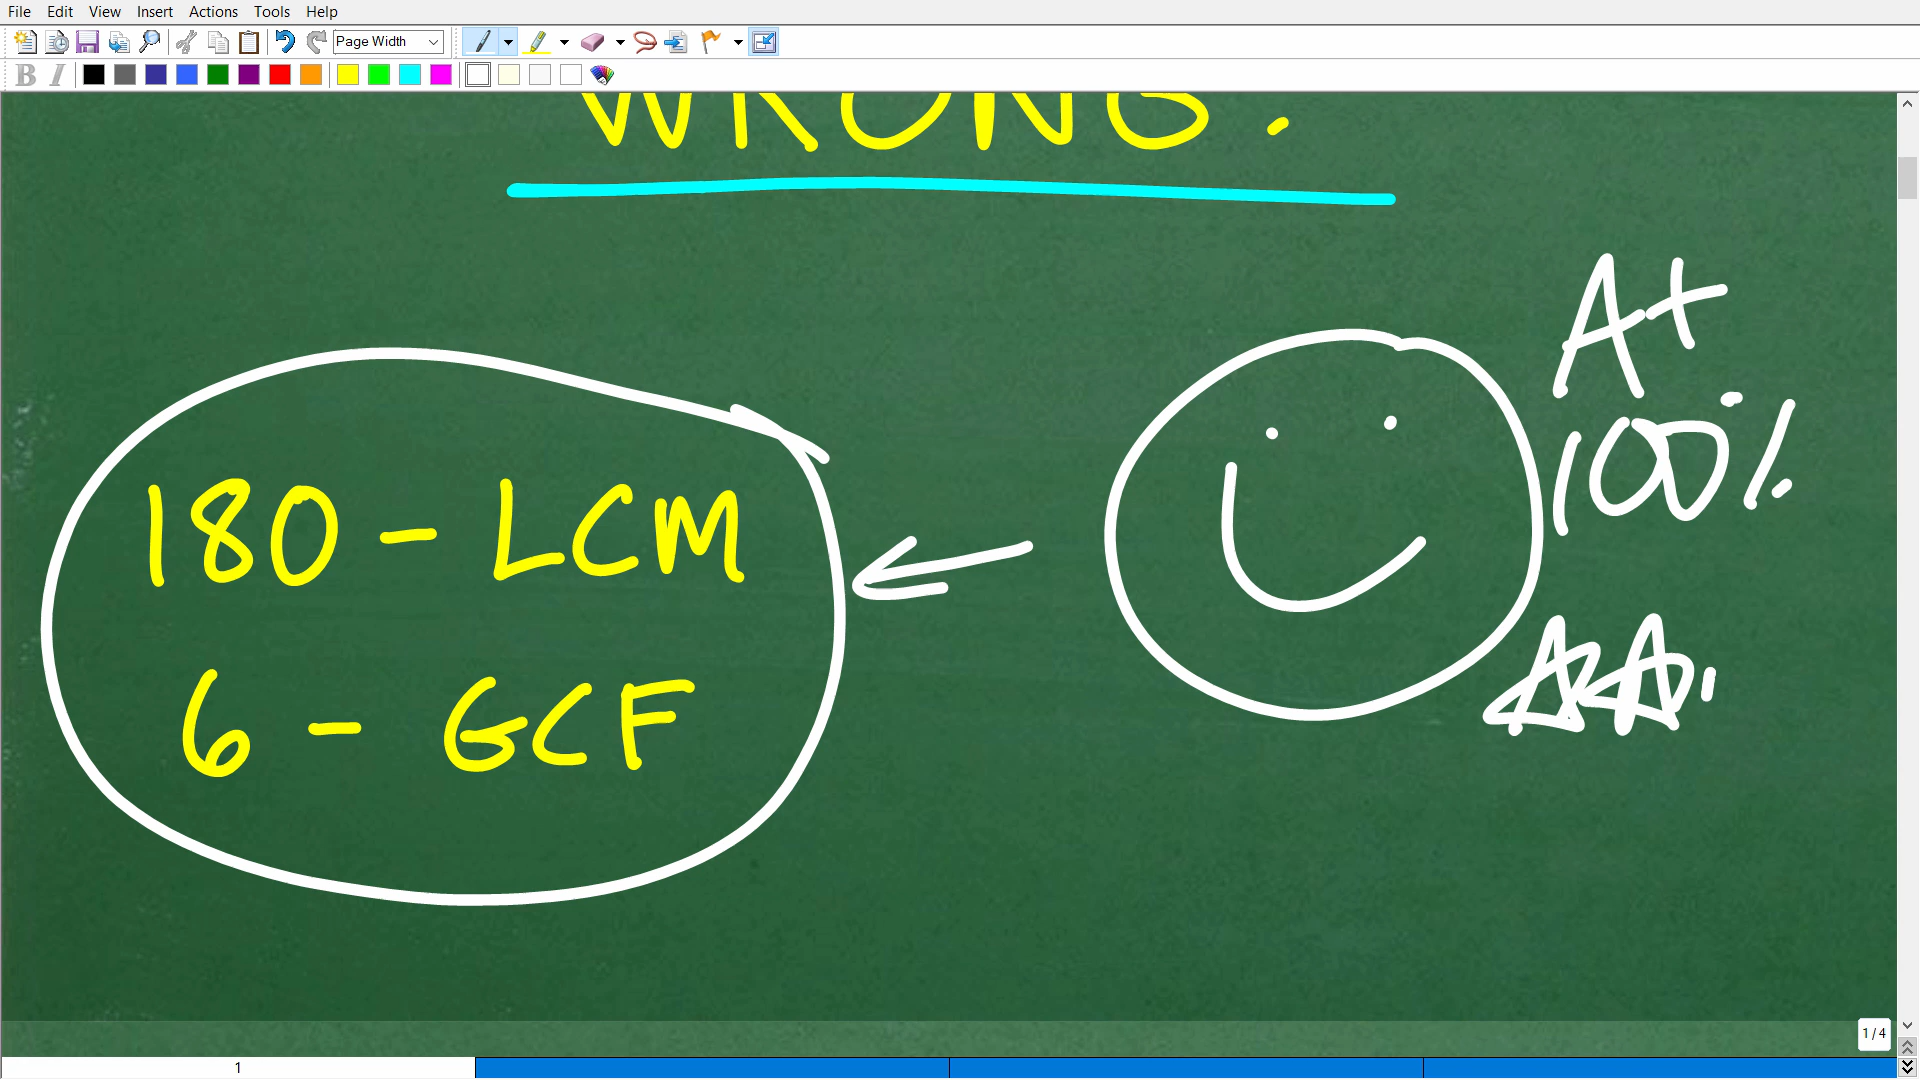 File Edit View Insert Actions Tools Help
Page Width
B I
WRONG.
A+
100%
180 - LCM
6 - GCF
1 / 4
1